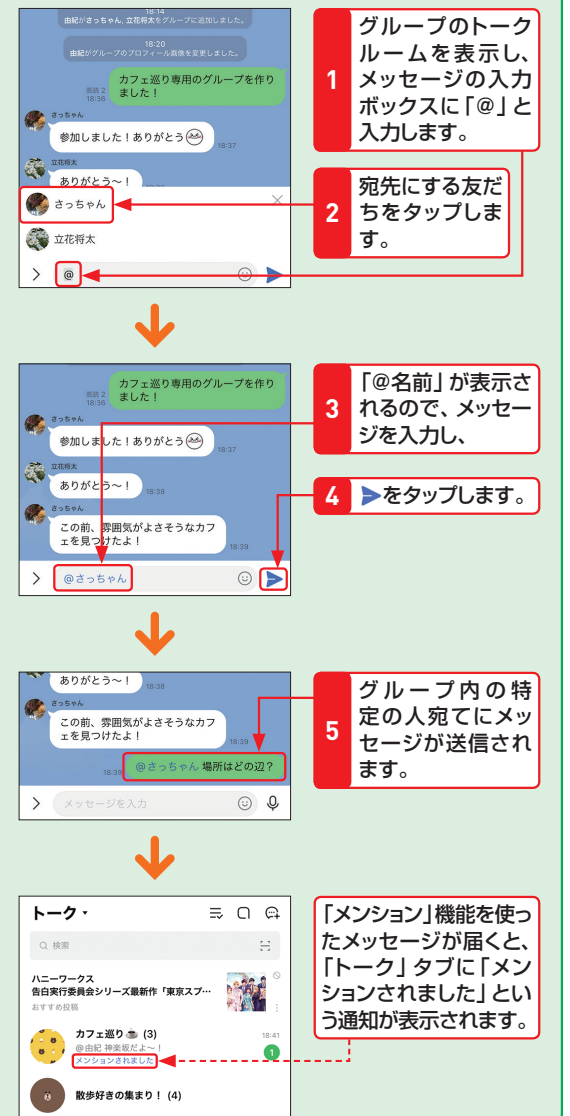 18:14
由紀がさっちゃん, 立花将太をグループに追加しました。
18:20
由紀がグループのプロフィール画像を変更しました。
カフェ巡り専用のグループを作り
ました！
既読 2
18:36
さっちゃん
参加しました！ありがとう
18:37
立花将太
ありがとう〜！
さっちゃん
立花将太
@
1
グループのトーク
ルームを表示し、
メッセージの入力
ボックスに「@」と
入力します。
2
宛先にする友だ
ちをタップしま
す。
カフェ巡り専用のグループを作り
ました！
既読 2
18:36
さっちゃん
参加しました！ありがとう
18:37
立花将太
ありがとう〜！
18:38
さっちゃん
この前、雰囲気がよさそうなカフ
ェを見つけたよ！
18:39
@さっちゃん
3
「@名前」が表示さ
れるので、メッセー
ジを入力し、
4
をタップします。
ありがとう〜！
18:38
さっちゃん
この前、雰囲気がよさそうなカフ
ェを見つけたよ！
18:39
18:39
@さっちゃん 場所はどの辺？
メッセージを入力
5
グループ内の特
定の人宛てにメッ
セージが送信され
ます。
トーク
検索
ハニーワークス
告白実行委員会シリーズ最新作「東京スプ…
おすすめ投稿
カフェ巡り☕ (3)
18:41
@由紀 神楽坂だよ〜！
1
メンションされました
散歩好きの集まり！ (4)
「メンション」機能を使っ
たメッセージが届くと、
「トーク」タブに「メン
ションされました」とい
う通知が表示されます。